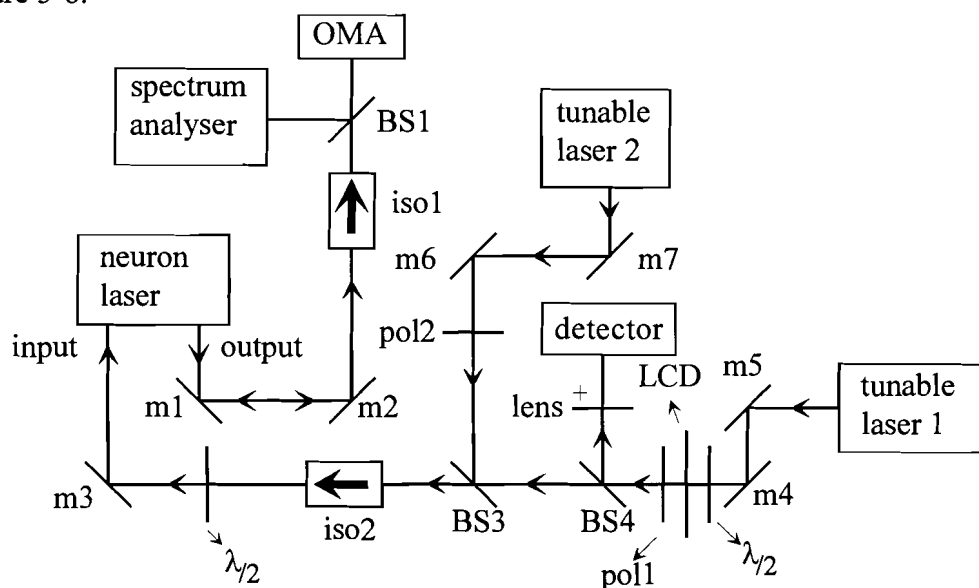 OMA
spectrum
analyser
BS1
tunable
laser 2
iso1
neuron
laser
m6
m7
pol2
detector
input
output
LCD
m5
tunable
laser 1
m1
m2
lens
+
m3
iso2
BS3
BS4
m4
λ/2
pol1
λ/2